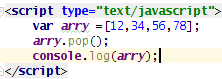 <script type="text/javascript">
var arry =[12,34,56,78];
arry.pop();
console.log(arry);
</script>